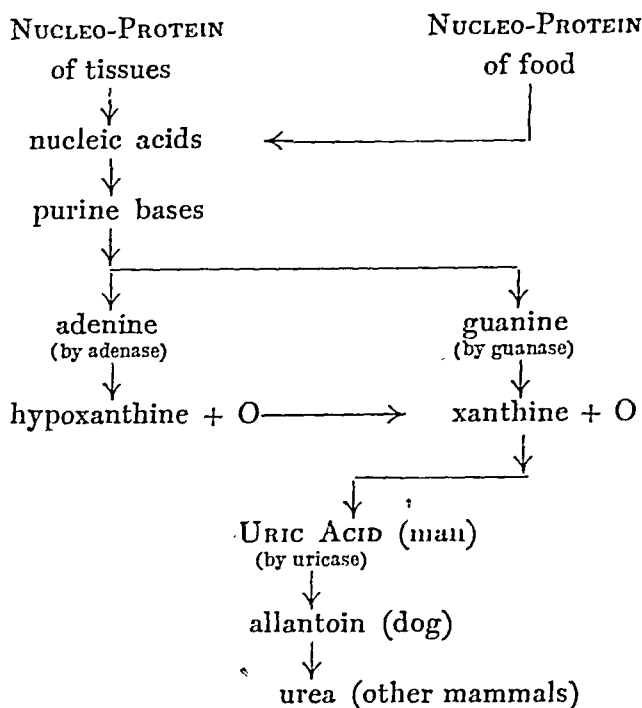 NUCLEO-PROTEIN
of tissues
NUCLEO-PROTEIN
of food
nucleic acids
purine bases
adenine
(by adenase)
guanine
(by guanase)
hypoxanthine + O
xanthine + O
URIC ACID (man)
(by uricase)
allantoin (dog)
urea (other mammals)